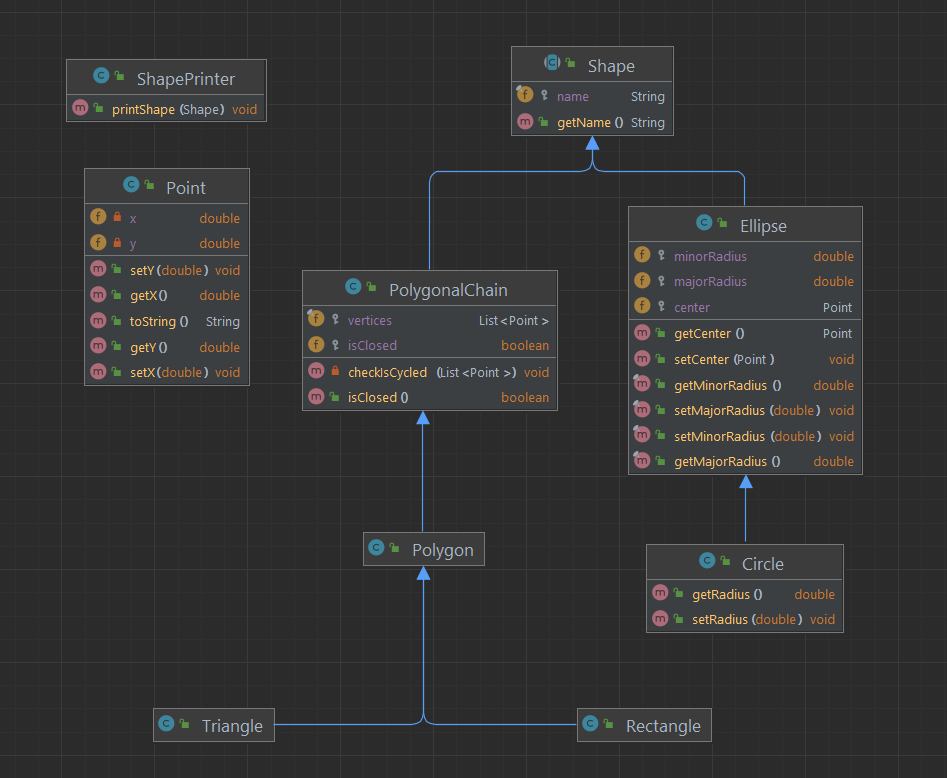 ShapePrinter
printShape (Shape) void
Shape
name String
getName () String
Point
x double
y double
setY(double) void
getX() double
toString () String
getY() double
setX(double) void
PolygonalChain
vertices List<Point >
isClosed boolean
checkIsCycled (List<Point >) void
isClosed () boolean
Ellipse
minorRadius double
majorRadius double
center Point
getCenter () Point
setCenter (Point ) void
getMinorRadius () double
setMajorRadius (double) void
setMinorRadius (double) void
getMajorRadius () double
Polygon
Circle
getRadius () double
setRadius (double) void
Triangle
Rectangle